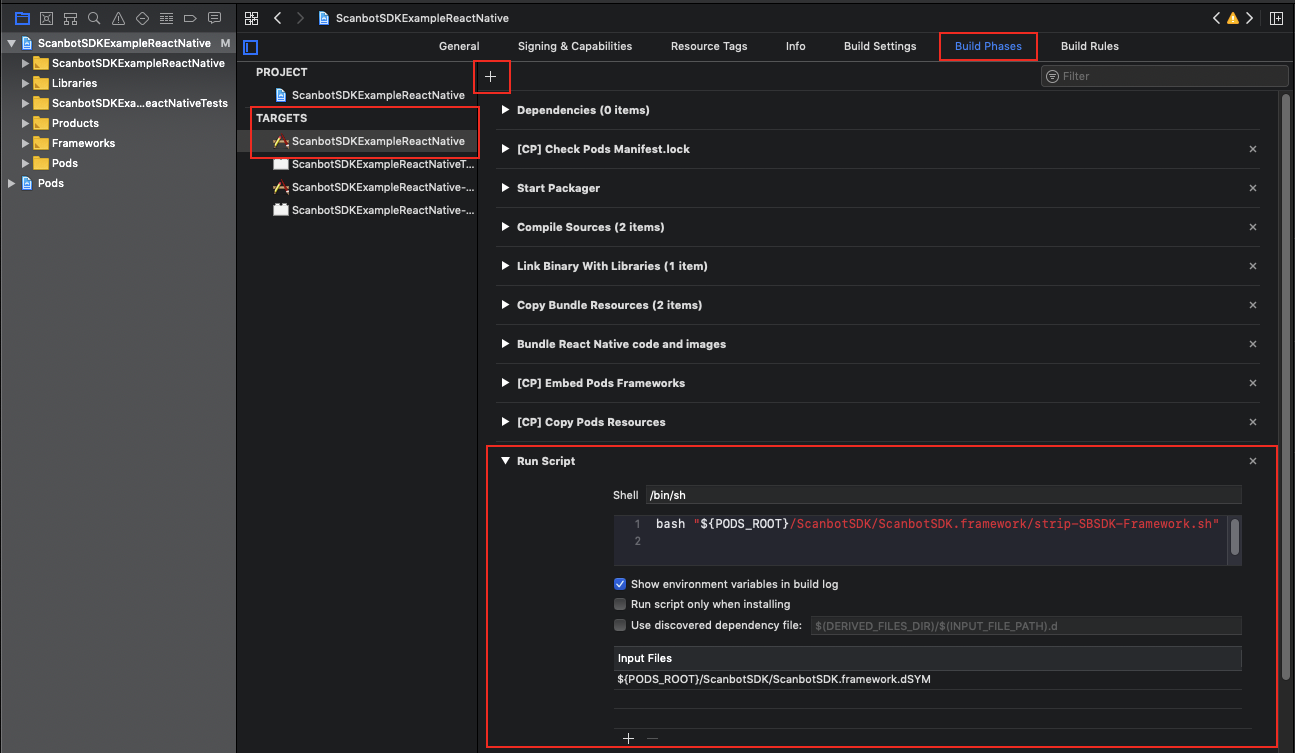 ScanbotSDKExampleReactNative
ScanbotSDKExampleReactNative M
ScanbotSDKExampleReactNative
Libraries
ScanbotSDKExa...eactNativeTests
Products
Frameworks
Pods
Pods
General Signing & Capabilities Resource Tags Info Build Settings Build Phases Build Rules
PROJECT
ScanbotSDKExampleReactNative
TARGETS
ScanbotSDKExampleReactNative
ScanbotSDKExampleReactNativeT...
ScanbotSDKExampleReactNative-...
ScanbotSDKExampleReactNative-...
Filter
Dependencies (0 items)
[CP] Check Pods Manifest.lock
Start Packager
Compile Sources (2 items)
Link Binary With Libraries (1 item)
Copy Bundle Resources (2 items)
Bundle React Native code and images
[CP] Embed Pods Frameworks
[CP] Copy Pods Resources
Run Script
Shell /bin/sh
1 bash "${PODS_ROOT}/ScanbotSDK/ScanbotSDK.framework/strip-SBSDK-Framework.sh"
2
Show environment variables in build log
Run script only when installing
Use discovered dependency file: $(DERIVED_FILES_DIR)/$(INPUT_FILE_PATH).d
Input Files
${PODS_ROOT}/ScanbotSDK/ScanbotSDK.framework.dSYM